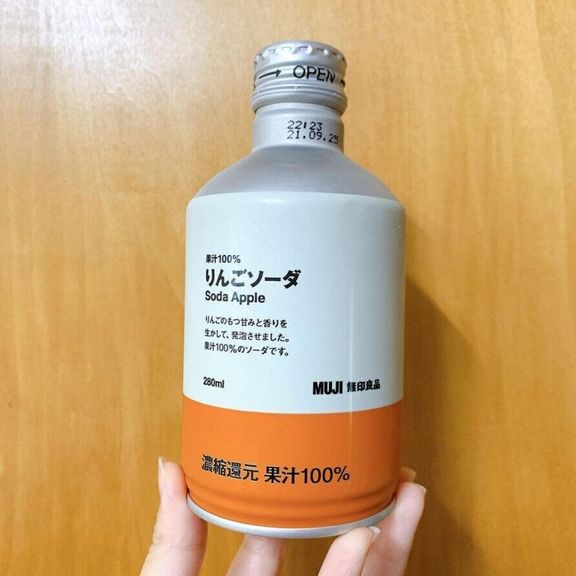 → OPEN
22:23
21.09.25
果汁100%
りんごソーダ
Soda Apple
りんごのもつ甘みと香りを
生かして、発泡させました。
果汁100%のソーダです。
280ml
MUJI 無印良品
濃縮還元 果汁100%